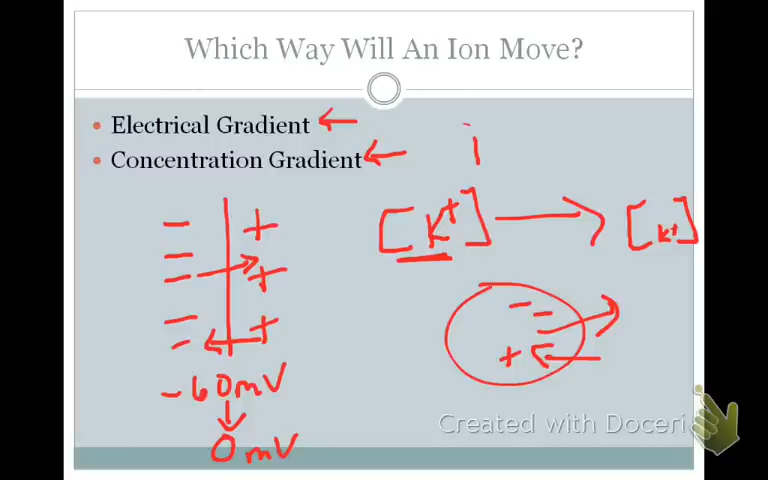 Which Way Will An Ion Move?
• Electrical Gradient ←
• Concentration Gradient ←
i
[K⁺] → [K⁺]
− +
−
− +
− +
−
− −
−
+
−60mV
↓
0mV
Created with Doceri